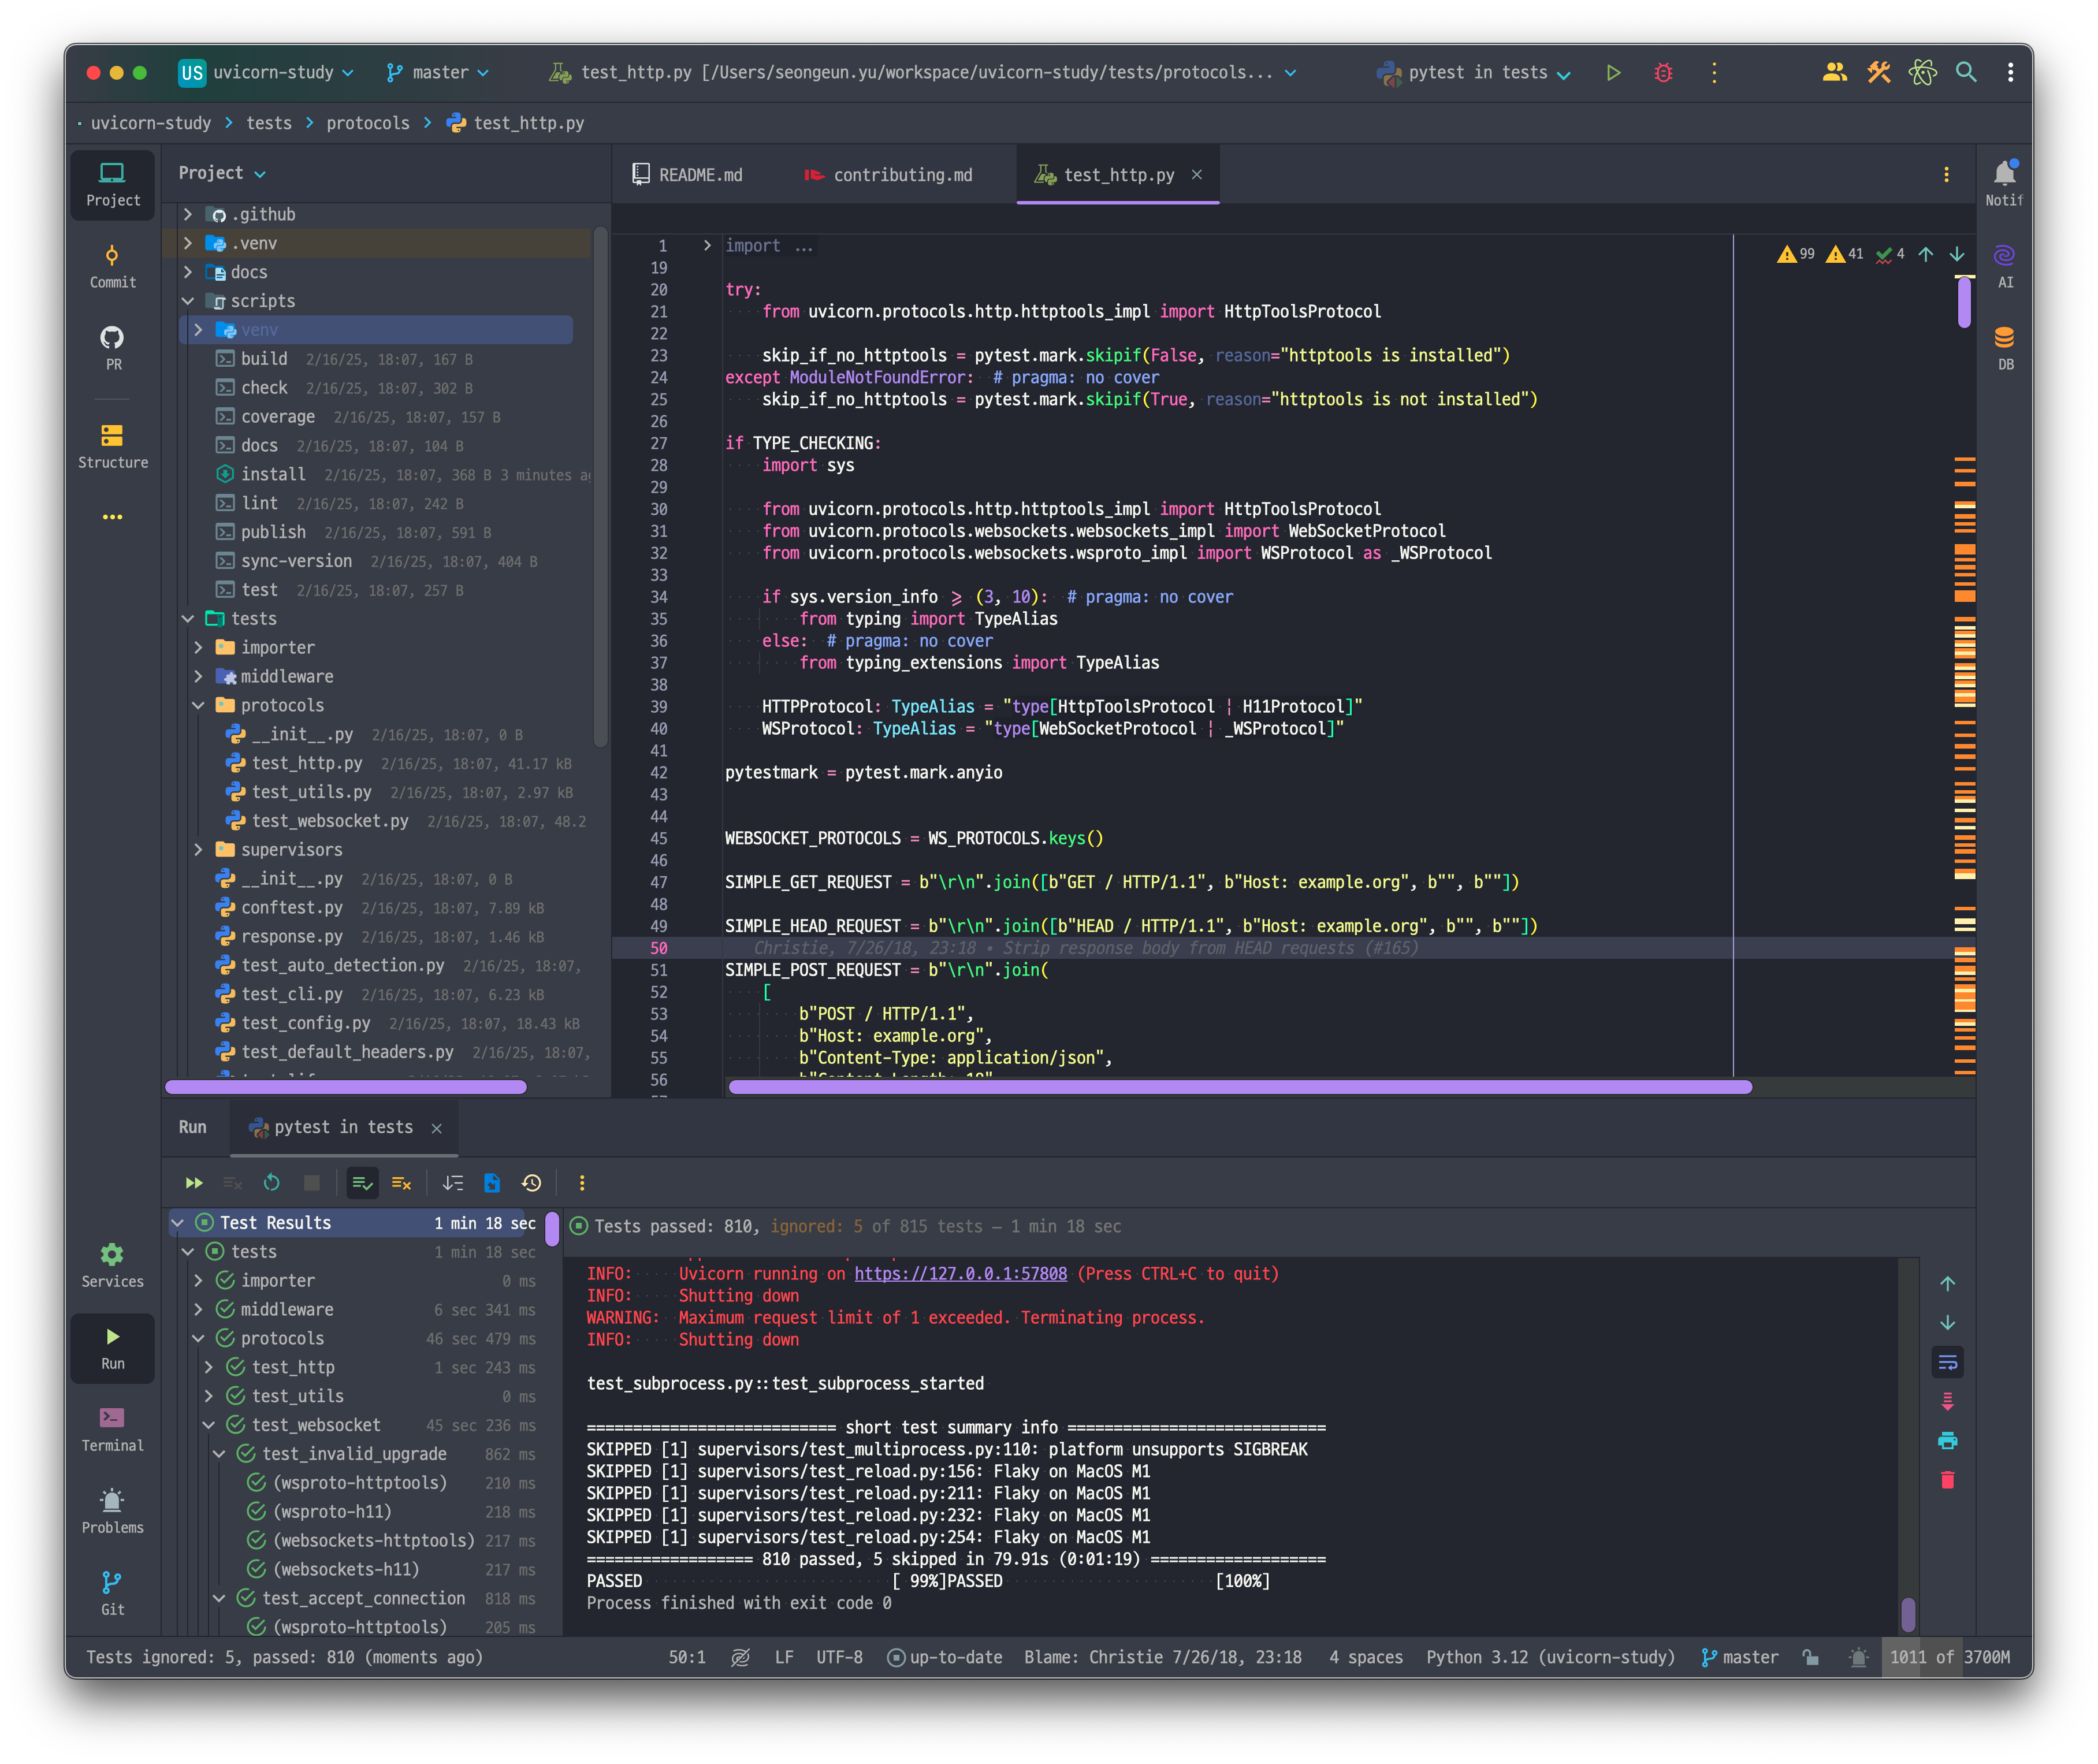 US uvicorn-study master test_http.py [/Users/seongeun.yu/workspace/uvicorn-study/tests/protocols... pytest in tests
uvicorn-study > tests > protocols > test_http.py
Project
Commit
PR
Structure
Services
Run
Terminal
Problems
Git
Project
.github
.venv
docs
scripts
venv
build 2/16/25, 18:07, 167 B
check 2/16/25, 18:07, 302 B
coverage 2/16/25, 18:07, 157 B
docs 2/16/25, 18:07, 104 B
install 2/16/25, 18:07, 368 B 3 minutes
lint 2/16/25, 18:07, 242 B
publish 2/16/25, 18:07, 591 B
sync-version 2/16/25, 18:07, 404 B
test 2/16/25, 18:07, 257 B
tests
importer
middleware
protocols
__init__.py 2/16/25, 18:07, 0 B
test_http.py 2/16/25, 18:07, 41.17 kB
test_utils.py 2/16/25, 18:07, 2.97 kB
test_websocket.py 2/16/25, 18:07, 48.2
supervisors
__init__.py 2/16/25, 18:07, 0 B
conftest.py 2/16/25, 18:07, 7.89 kB
response.py 2/16/25, 18:07, 1.46 kB
test_auto_detection.py 2/16/25, 18:07,
test_cli.py 2/16/25, 18:07, 6.23 kB
test_config.py 2/16/25, 18:07, 18.43 kB
test_default_headers.py 2/16/25, 18:07,
README.md contributing.md test_http.py
99 41 4
1 import ...
19
20 try:
21 from uvicorn.protocols.http.httptools_impl import HttpToolsProtocol
22
23 skip_if_no_httptools = pytest.mark.skipif(False, reason="httptools is installed")
24 except ModuleNotFoundError: # pragma: no cover
25 skip_if_no_httptools = pytest.mark.skipif(True, reason="httptools is not installed")
26
27 if TYPE_CHECKING:
28 import sys
29
30 from uvicorn.protocols.http.httptools_impl import HttpToolsProtocol
31 from uvicorn.protocols.websockets.websockets_impl import WebSocketProtocol
32 from uvicorn.protocols.websockets.wsproto_impl import WSProtocol as _WSProtocol
33
34 if sys.version_info ⩾ (3, 10): # pragma: no cover
35 from typing import TypeAlias
36 else: # pragma: no cover
37 from typing_extensions import TypeAlias
38
39 HTTPProtocol: TypeAlias = "type[HttpToolsProtocol | H11Protocol]"
40 WSProtocol: TypeAlias = "type[WebSocketProtocol | _WSProtocol]"
41
42 pytestmark = pytest.mark.anyio
43
44
45 WEBSOCKET_PROTOCOLS = WS_PROTOCOLS.keys()
46
47 SIMPLE_GET_REQUEST = b"\r\n".join([b"GET / HTTP/1.1", b"Host: example.org", b"", b""])
48
49 SIMPLE_HEAD_REQUEST = b"\r\n".join([b"HEAD / HTTP/1.1", b"Host: example.org", b"", b""])
50 Christie, 7/26/18, 23:18 • Strip response body from HEAD requests (#165)
51 SIMPLE_POST_REQUEST = b"\r\n".join(
52 [
53 b"POST / HTTP/1.1",
54 b"Host: example.org",
55 b"Content-Type: application/json",
56
Notif
AI
DB
Run pytest in tests
Test Results 1 min 18 sec
tests 1 min 18 sec
importer 0 ms
middleware 6 sec 341 ms
protocols 46 sec 479 ms
test_http 1 sec 243 ms
test_utils 0 ms
test_websocket 45 sec 236 ms
test_invalid_upgrade 862 ms
(wsproto-httptools) 210 ms
(wsproto-h11) 218 ms
(websockets-httptools) 217 ms
(websockets-h11) 217 ms
test_accept_connection 818 ms
(wsproto-httptools) 205 ms
Tests passed: 810, ignored: 5 of 815 tests – 1 min 18 sec
INFO: Uvicorn running on https://127.0.0.1:57808 (Press CTRL+C to quit)
INFO: Shutting down
WARNING: Maximum request limit of 1 exceeded. Terminating process.
INFO: Shutting down
test_subprocess.py::test_subprocess_started
=========================== short test summary info ============================
SKIPPED [1] supervisors/test_multiprocess.py:110: platform unsupports SIGBREAK
SKIPPED [1] supervisors/test_reload.py:156: Flaky on MacOS M1
SKIPPED [1] supervisors/test_reload.py:211: Flaky on MacOS M1
SKIPPED [1] supervisors/test_reload.py:232: Flaky on MacOS M1
SKIPPED [1] supervisors/test_reload.py:254: Flaky on MacOS M1
================== 810 passed, 5 skipped in 79.91s (0:01:19) ===================
PASSED [ 99%]PASSED [100%]
Process finished with exit code 0
Tests ignored: 5, passed: 810 (moments ago) 50:1 LF UTF-8 up-to-date Blame: Christie 7/26/18, 23:18 4 spaces Python 3.12 (uvicorn-study) master 1011 of 3700M